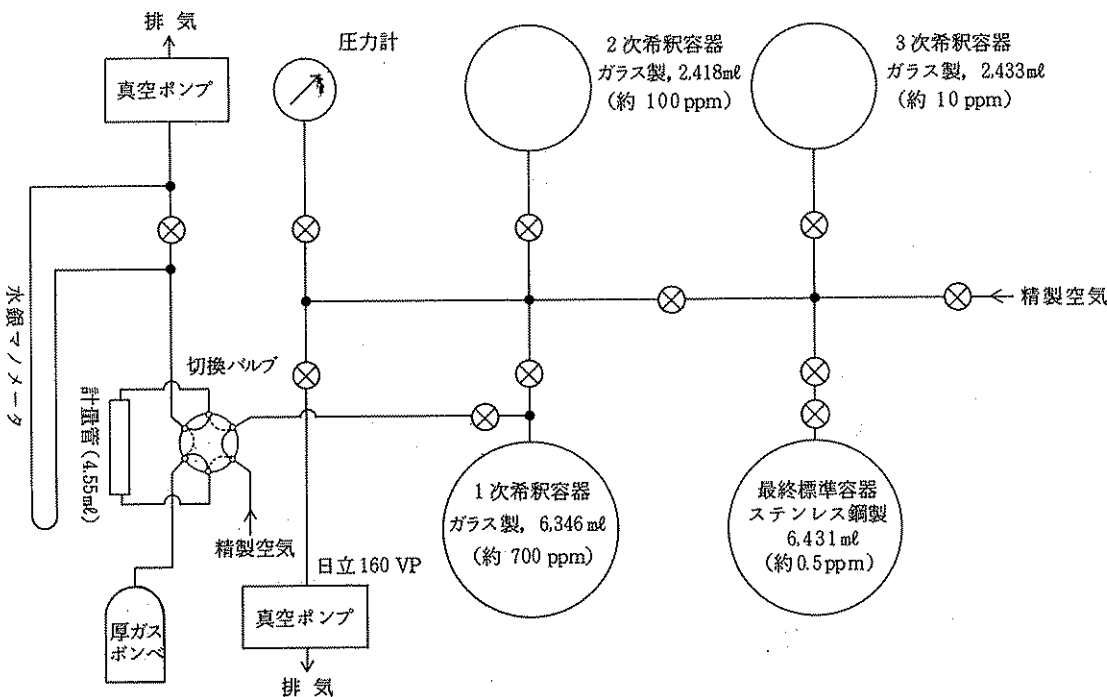 排 気
真空ポンプ
圧力計
2次希釈容器
ガラス製, 2,418mℓ
(約 100 ppm)
3次希釈容器
ガラス製, 2,433mℓ
(約 10 ppm)
水銀マノメータ
計量管 (4.55mℓ)
切換バルブ
精製空気
精製空気
厚ガス
ボンベ
日立 160 VP
真空ポンプ
排 気
1次希釈容器
ガラス製, 6,346 mℓ
(約 700 ppm)
最終標準容器
ステンレス鋼製
6,431 mℓ
(約 0.5 ppm)